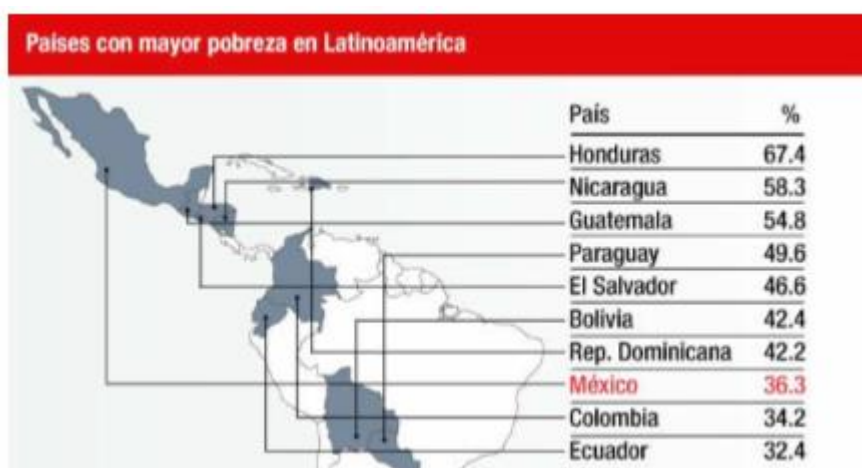 Países con mayor pobreza en Latinoamérica
País %
Honduras 67.4
Nicaragua 58.3
Guatemala 54.8
Paraguay 49.6
El Salvador 46.6
Bolivia 42.4
Rep. Dominicana 42.2
México 36.3
Colombia 34.2
Ecuador 32.4